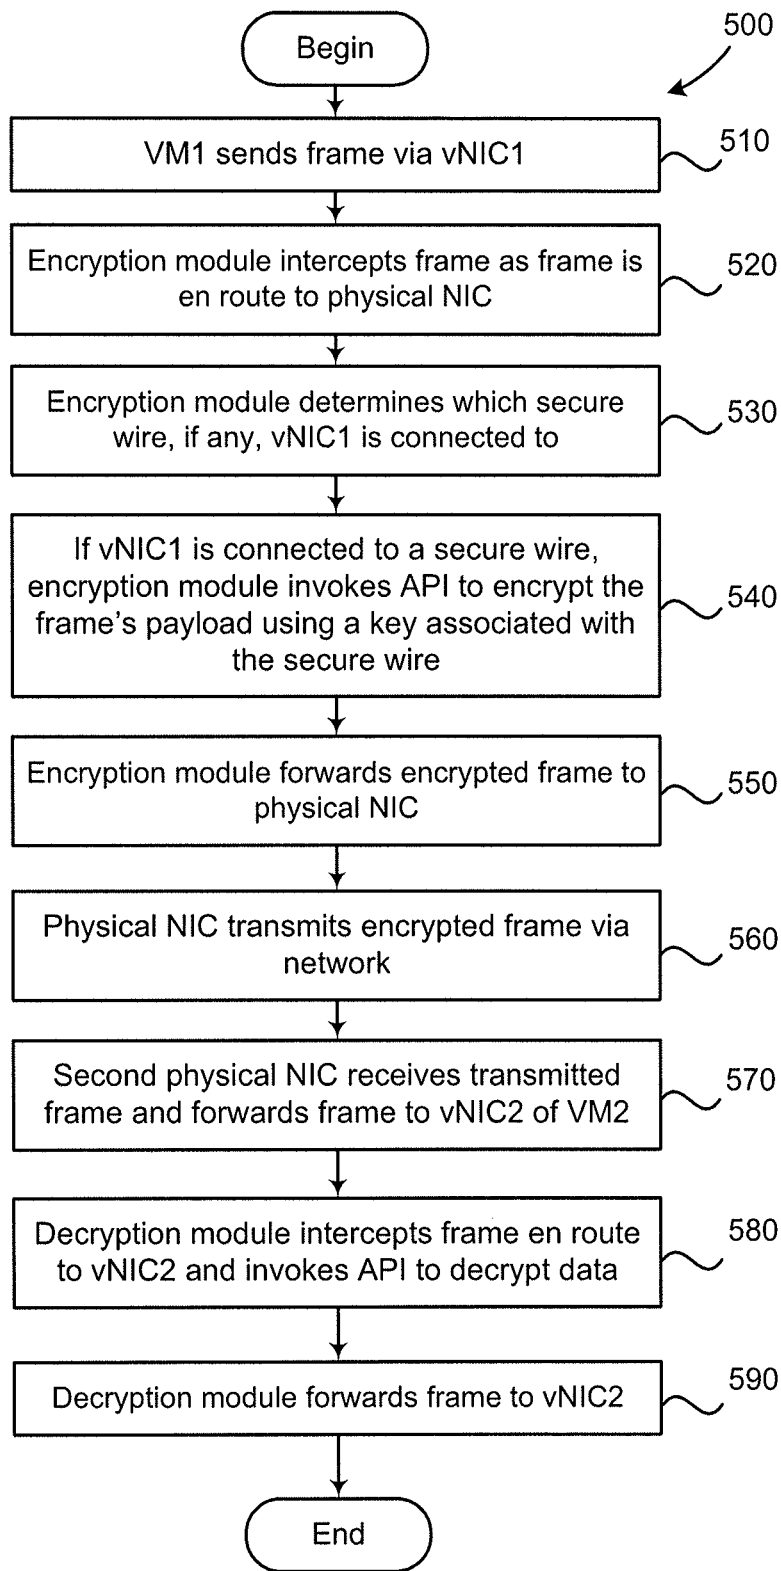 Begin
500
VM1 sends frame via vNIC1
510
Encryption module intercepts frame as frame is
en route to physical NIC
520
Encryption module determines which secure
wire, if any, vNIC1 is connected to
530
If vNIC1 is connected to a secure wire,
encryption module invokes API to encrypt the
frame's payload using a key associated with
the secure wire
540
Encryption module forwards encrypted frame to
physical NIC
550
Physical NIC transmits encrypted frame via
network
560
Second physical NIC receives transmitted
frame and forwards frame to vNIC2 of VM2
570
Decryption module intercepts frame en route
to vNIC2 and invokes API to decrypt data
580
Decryption module forwards frame to vNIC2
590
End